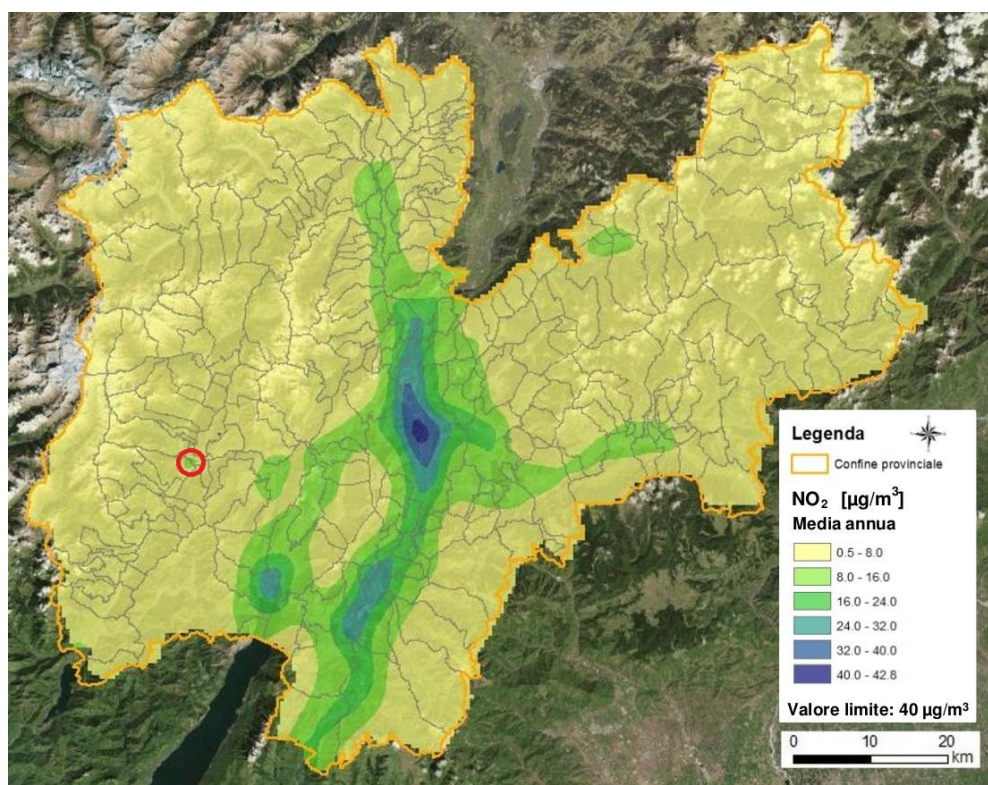 Legenda
Confine provinciale
NO₂ [µg/m³]
Media annua
0.5 - 8.0
8.0 - 16.0
16.0 - 24.0
24.0 - 32.0
32.0 - 40.0
40.0 - 42.8
Valore limite: 40 µg/m³
0 10 20
km